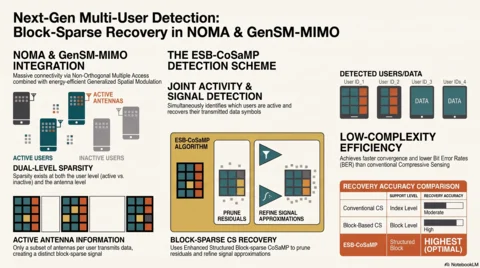 Next-Gen Multi-User Detection:
Block-Sparse Recovery in NOMA & GenSM-MIMO
NOMA & GenSM-MIMO
INTEGRATION
Massive connectivity via Non-Orthogonal Multiple Access
combined with energy-efficient Generalized Spatial Modulation
ACTIVE
ANTENNAS
ACTIVE USERS
INACTIVE USERS
DUAL-LEVEL SPARSITY
Sparsity exists at both the user level (active vs.
inactive) and the antenna level
ACTIVE ANTENNA INFORMATION
Only a subset of antennas per user transmits data,
creating a distinct block-sparse signal
THE ESB-CoSaMP
DETECTION SCHEME
JOINT ACTIVITY &
SIGNAL DETECTION
Simultaneously identifies which users are active and
recovers their transmitted data symbols
ESB-CoSaMP
ALGORITHM
PRUNE
RESIDUALS
REFINE SIGNAL
APPROXIMATIONS
BLOCK-SPARSE CS RECOVERY
Uses Enhanced Structured Block-sparse CoSaMP to prune
residuals and refine signal approximations
DETECTED USERS/DATA
User ID_1
User ID_2
User ID_3
User IDs_4
DATA
DATA
LOW-COMPLEXITY
EFFICIENCY
Achieves faster convergence and lower Bit Error Rates
(BER) than conventional Compressive Sensing
RECOVERY ACCURACY COMPARISON
SUPPORT LEVEL
RECOVERY ACCURACY
Conventional CS
Index Level
Moderate
Block-Based CS
Block Level
High
ESB-CoSaMP
Structured
Block
HIGHEST
(OPTIMAL)
NotebookLM